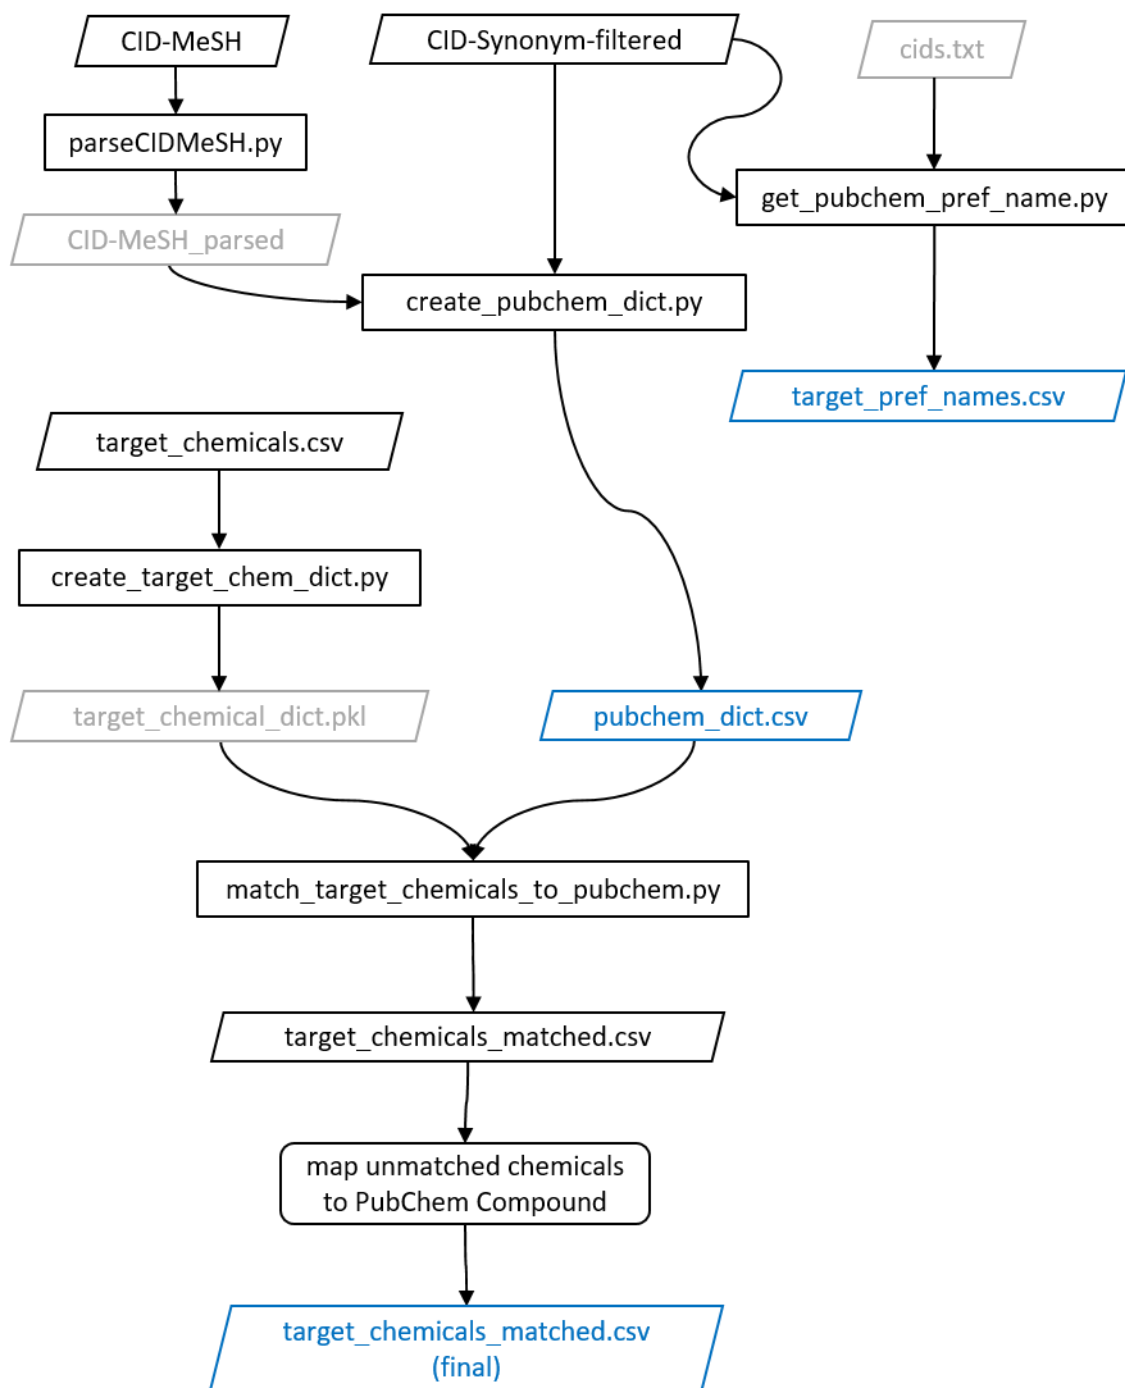 CID-MeSH
CID-Synonym-filtered
cids.txt
parseCIDMeSH.py
get_pubchem_pref_name.py
CID-MeSH_parsed
create_pubchem_dict.py
target_pref_names.csv
target_chemicals.csv
create_target_chem_dict.py
target_chemical_dict.pkl
pubchem_dict.csv
match_target_chemicals_to_pubchem.py
target_chemicals_matched.csv
map unmatched chemicals
to PubChem Compound
target_chemicals_matched.csv
(final)